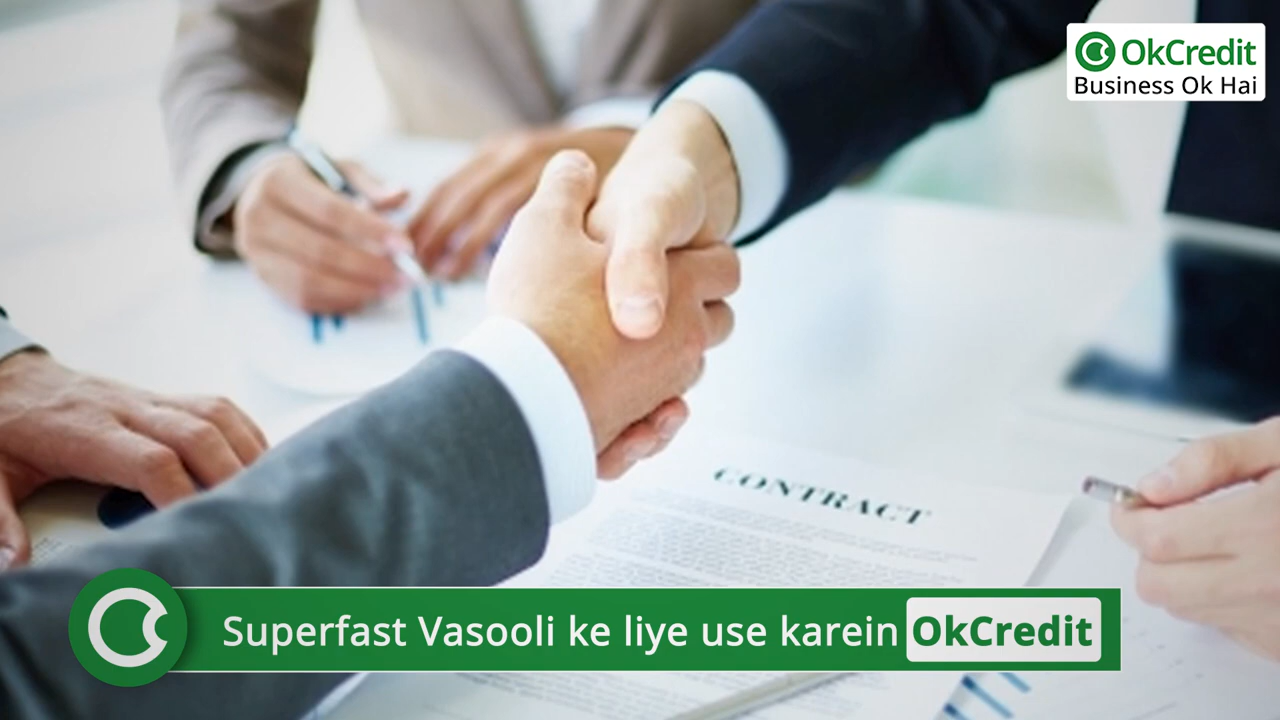 OkCredit
Business Ok Hai
CONTRACT
Superfast Vasooli ke liye use karein OkCredit